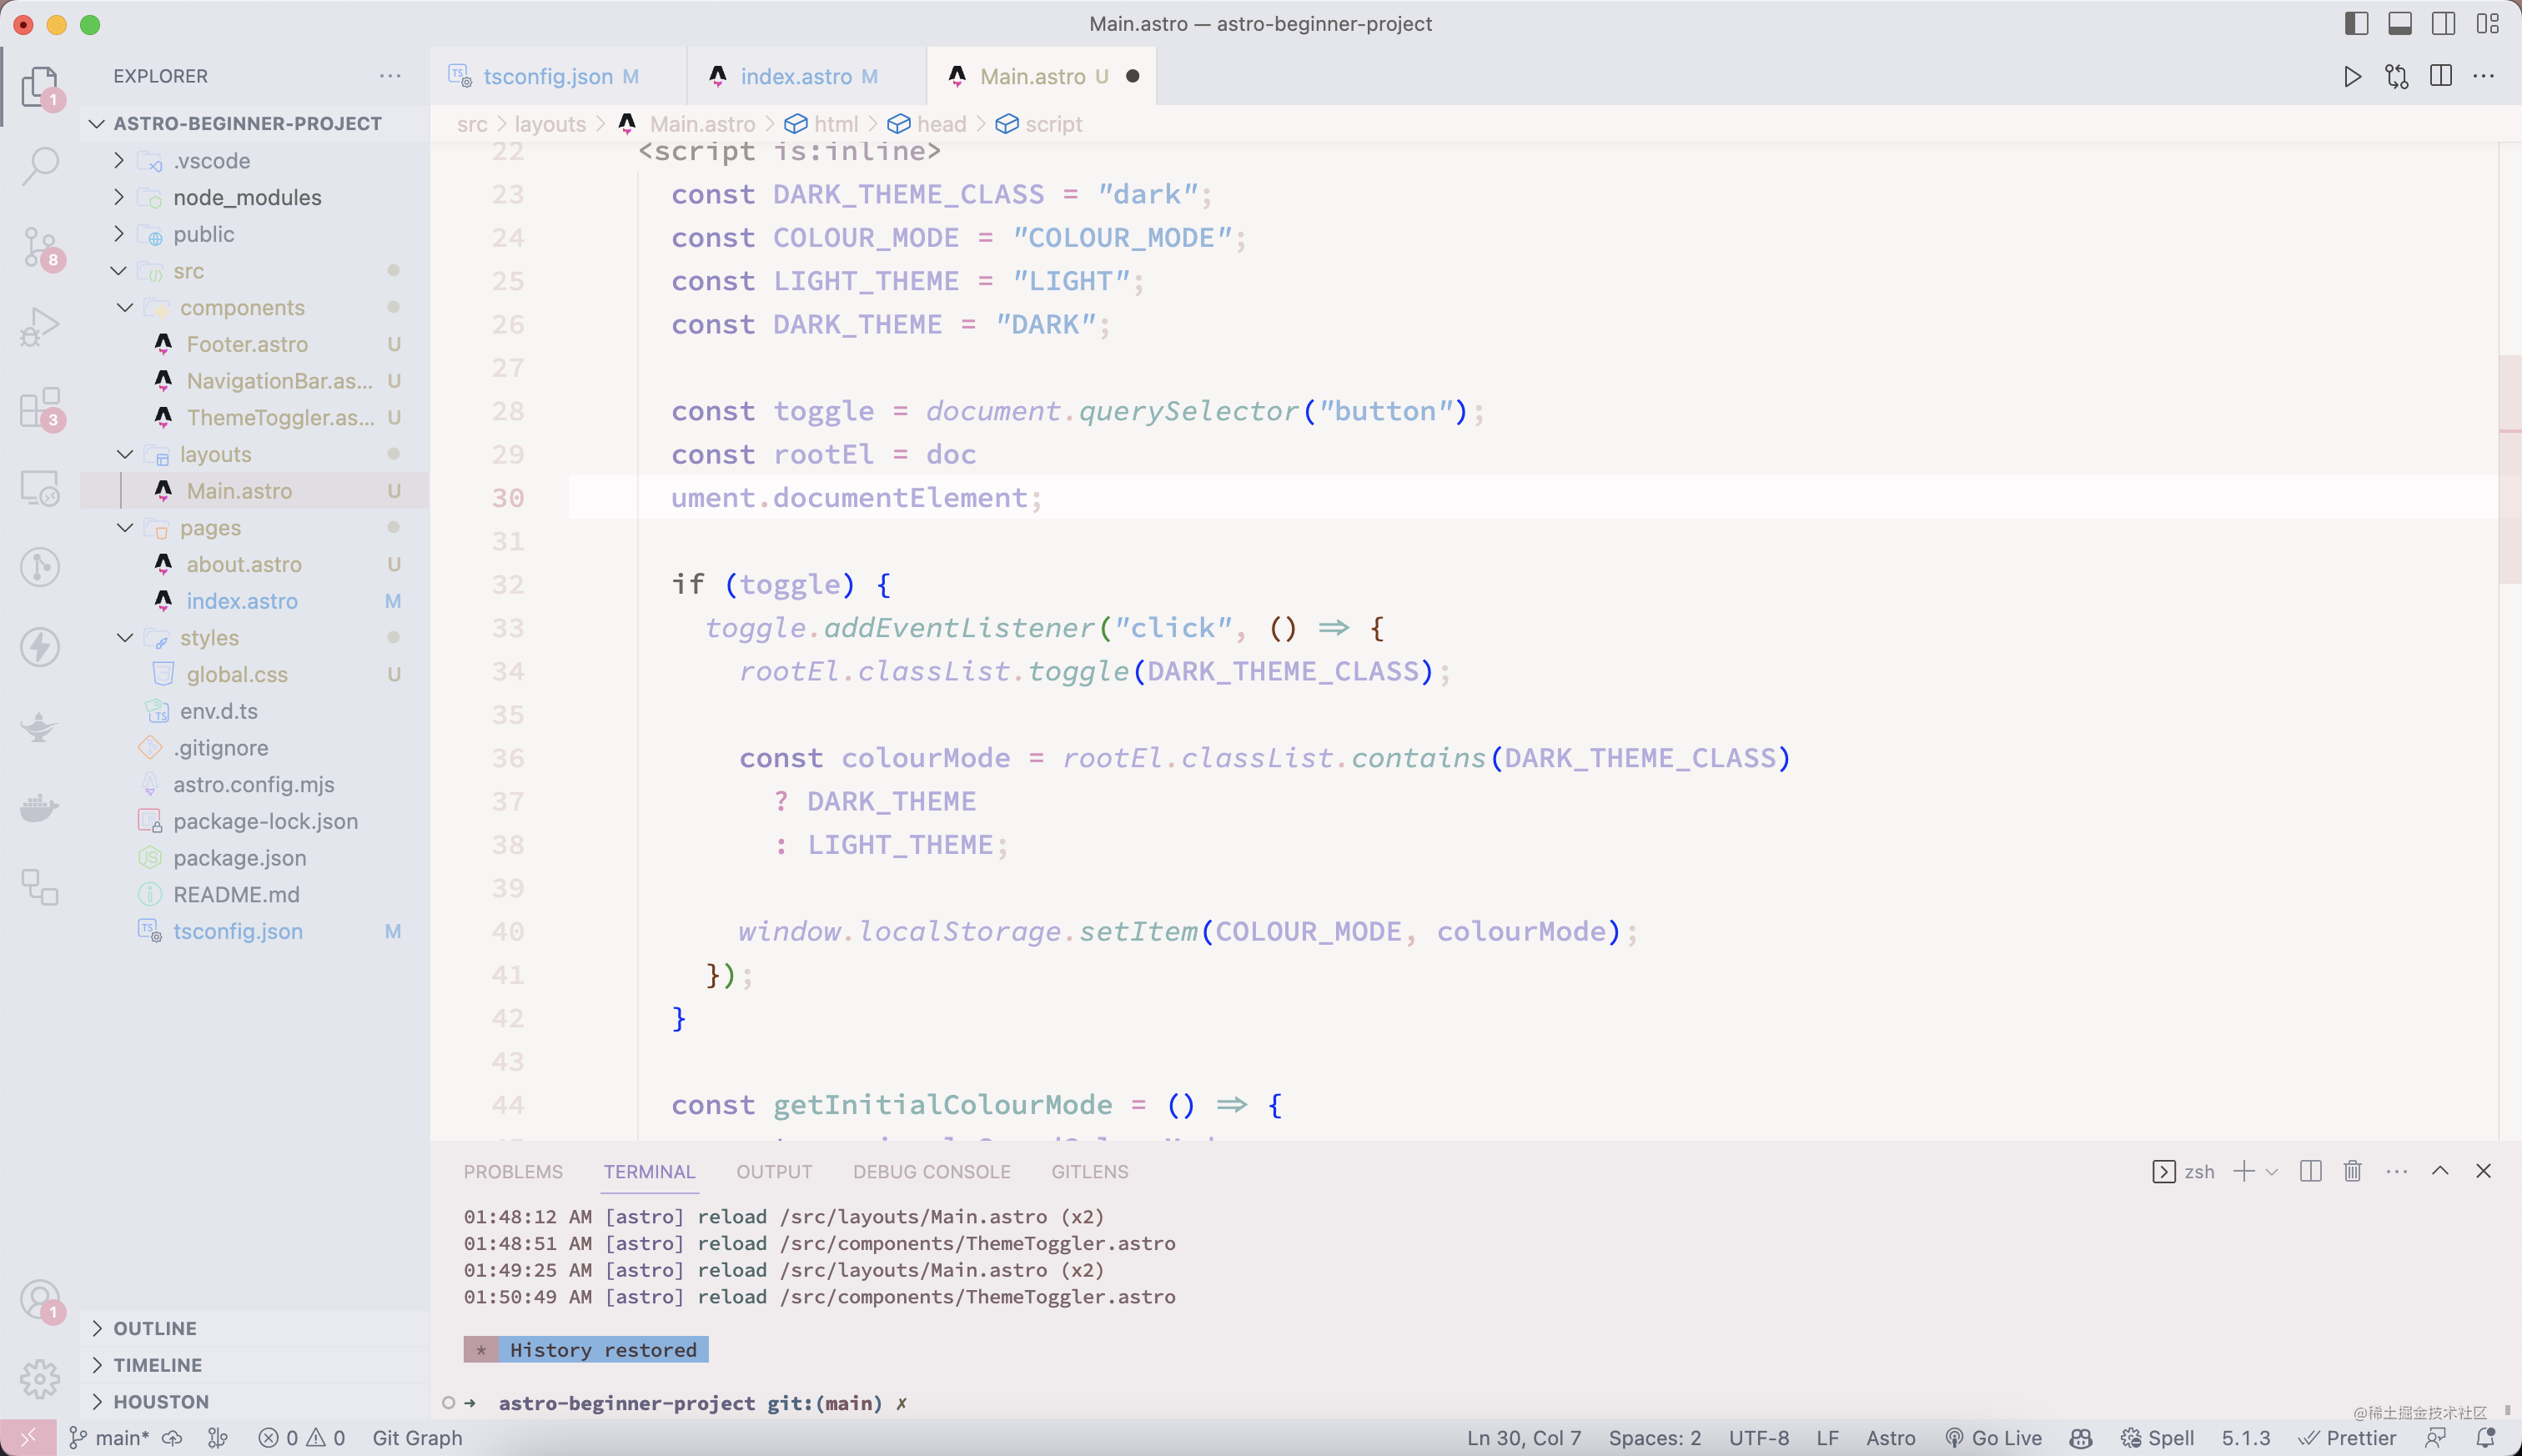 Main.astro — astro-beginner-project
EXPLORER
tsconfig.json M
index.astro M
Main.astro U
ASTRO-BEGINNER-PROJECT
src > layouts > Main.astro > html > head > script
.vscode
node_modules
public
src
components
Footer.astro U
NavigationBar.as... U
ThemeToggler.as... U
layouts
Main.astro U
pages
about.astro U
index.astro M
styles
global.css U
env.d.ts
.gitignore
astro.config.mjs
package-lock.json
package.json
README.md
tsconfig.json M
OUTLINE
TIMELINE
HOUSTON
1
8
3
1
22 <script is:inline>
23 const DARK_THEME_CLASS = "dark";
24 const COLOUR_MODE = "COLOUR_MODE";
25 const LIGHT_THEME = "LIGHT";
26 const DARK_THEME = "DARK";
27
28 const toggle = document.querySelector("button");
29 const rootEl = doc
30 ument.documentElement;
31
32 if (toggle) {
33 toggle.addEventListener("click", () => {
34 rootEl.classList.toggle(DARK_THEME_CLASS);
35
36 const colourMode = rootEl.classList.contains(DARK_THEME_CLASS)
37 ? DARK_THEME
38 : LIGHT_THEME;
39
40 window.localStorage.setItem(COLOUR_MODE, colourMode);
41 });
42 }
43
44 const getInitialColourMode = () => {
PROBLEMS TERMINAL OUTPUT DEBUG CONSOLE GITLENS
zsh
01:48:12 AM [astro] reload /src/layouts/Main.astro (x2)
01:48:51 AM [astro] reload /src/components/ThemeToggler.astro
01:49:25 AM [astro] reload /src/layouts/Main.astro (x2)
01:50:49 AM [astro] reload /src/components/ThemeToggler.astro
* History restored
➜ astro-beginner-project git:(main) ✗
@稀土掘金技术社区
main* 0 0 Git Graph
Ln 30, Col 7 Spaces: 2 UTF-8 LF Astro Go Live Spell 5.1.3 Prettier